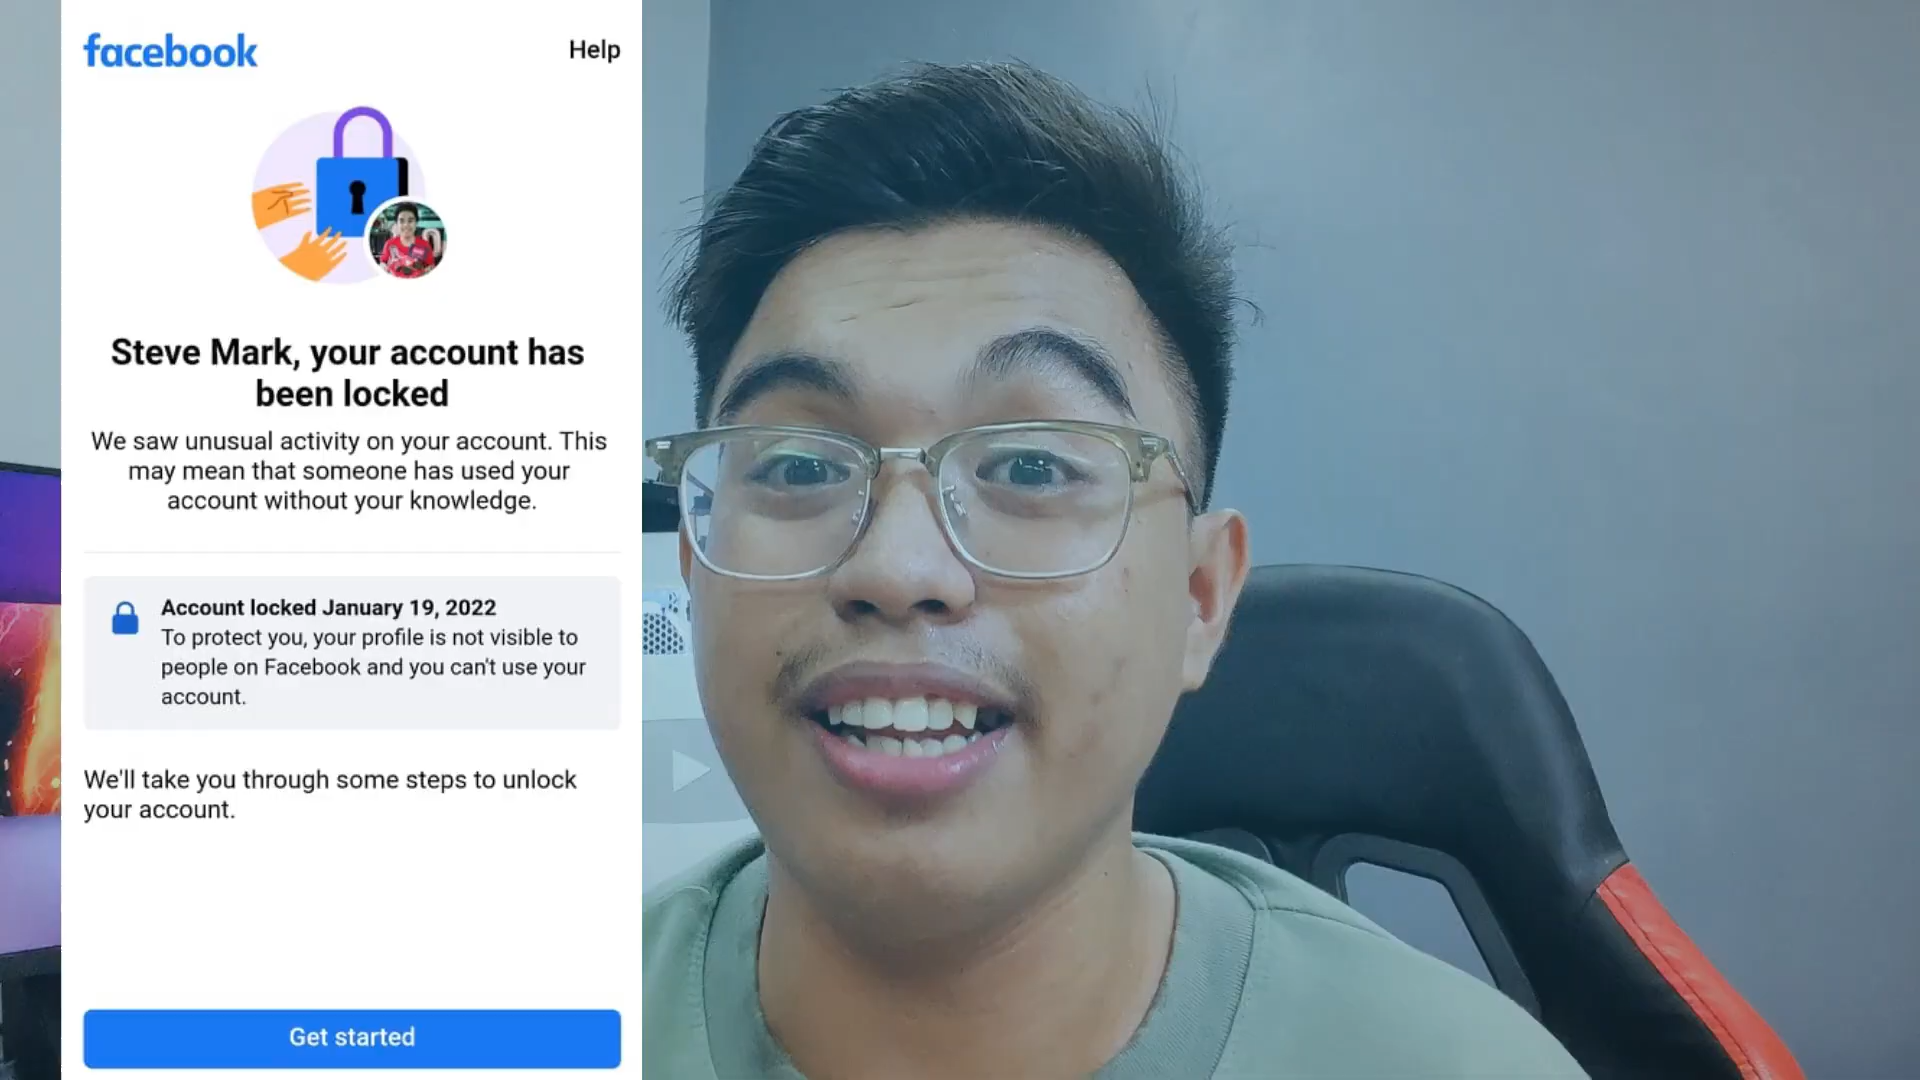 facebook
Help
Steve Mark, your account has
been locked
We saw unusual activity on your account. This
may mean that someone has used your
account without your knowledge.
Account locked January 19, 2022
To protect you, your profile is not visible to
people on Facebook and you can't use your
account.
We'll take you through some steps to unlock
your account.
Get started